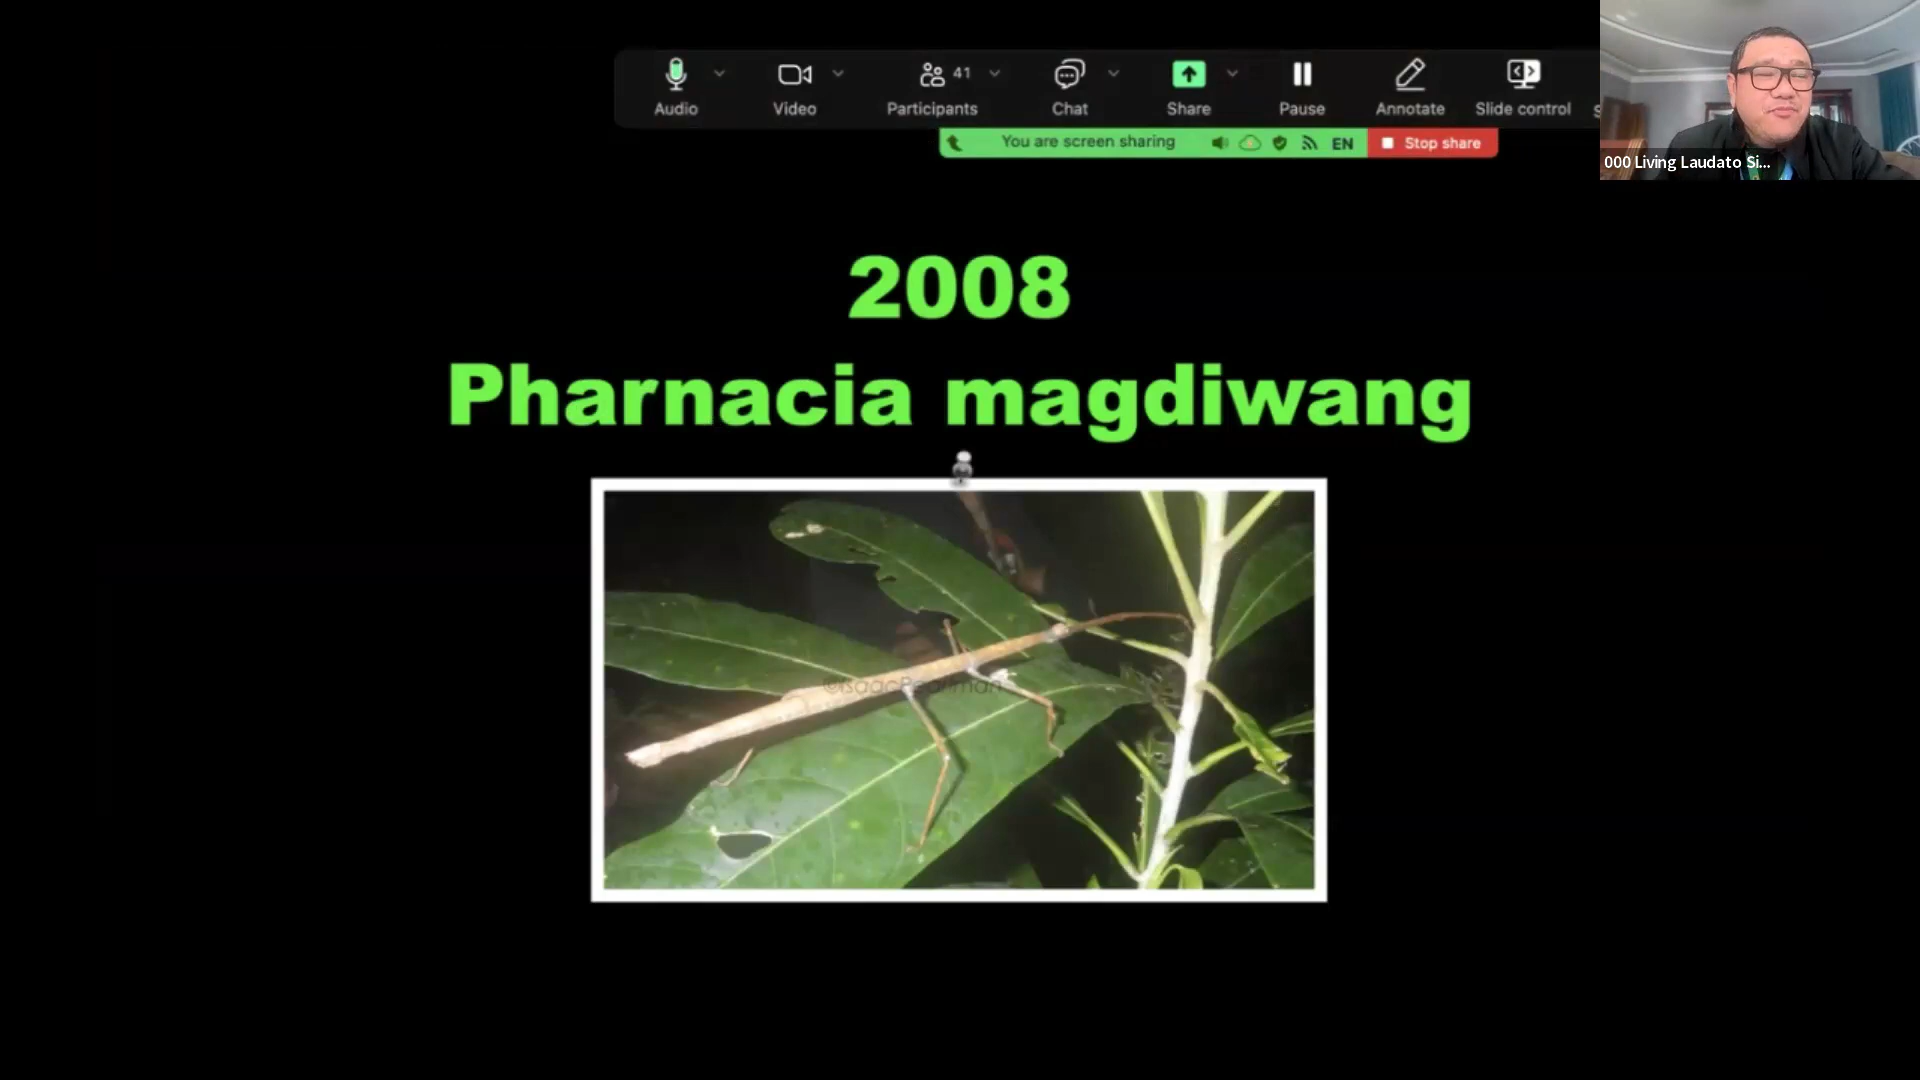 41
Audio
Video
Participants
Chat
Share
Pause
Annotate
Slide control
You are screen sharing
EN
Stop share
000 Living Laudato Si...
2008
Pharnacia magdiwang